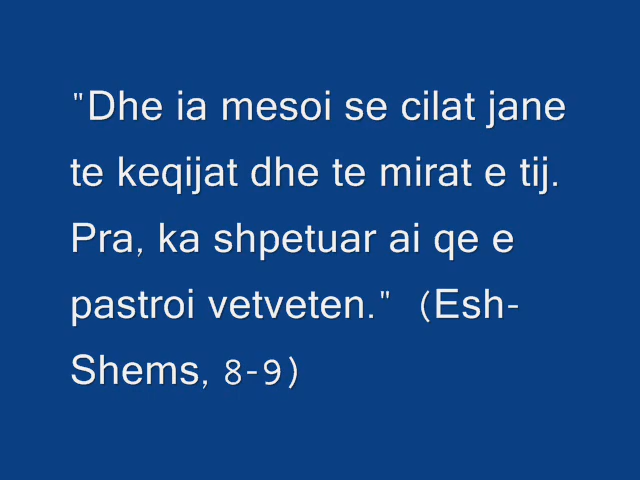 "Dhe ia mesoi se cilat jane
te keqijat dhe te mirat e tij.
Pra, ka shpetuar ai qe e
pastroi vetveten." (Esh-
Shems, 8-9)